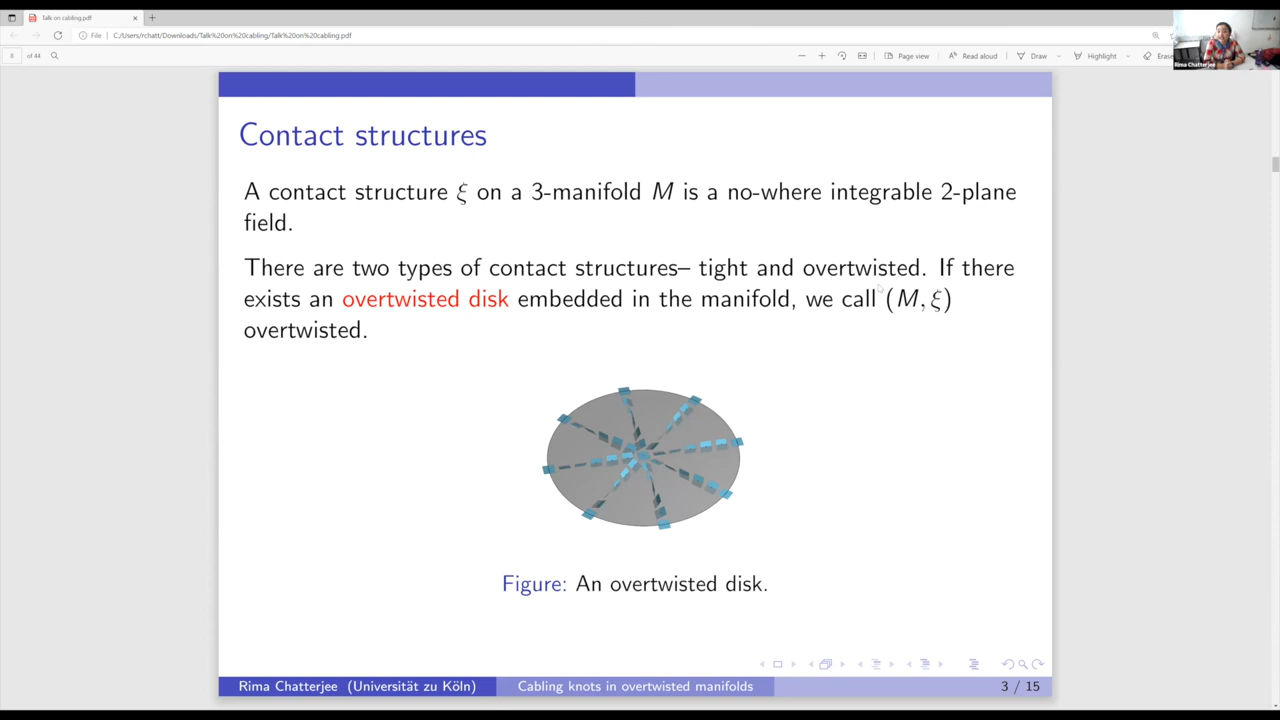 Talk on cabling.pdf
File
C:/Users/rchatt/Downloads/Talk%20on%20cabling/Talk%20on%20cabling.pdf
8 of 44
Page view
Read aloud
Draw
Highlight
Erase
Rima Chatterjee
Contact structures
A contact structure ξ on a 3-manifold M is a no-where integrable 2-plane
field.
There are two types of contact structures– tight and overtwisted. If there
exists an overtwisted disk embedded in the manifold, we call (M, ξ)
overtwisted.
Figure: An overtwisted disk.
Rima Chatterjee (Universität zu Köln)
Cabling knots in overtwisted manifolds
3 / 15